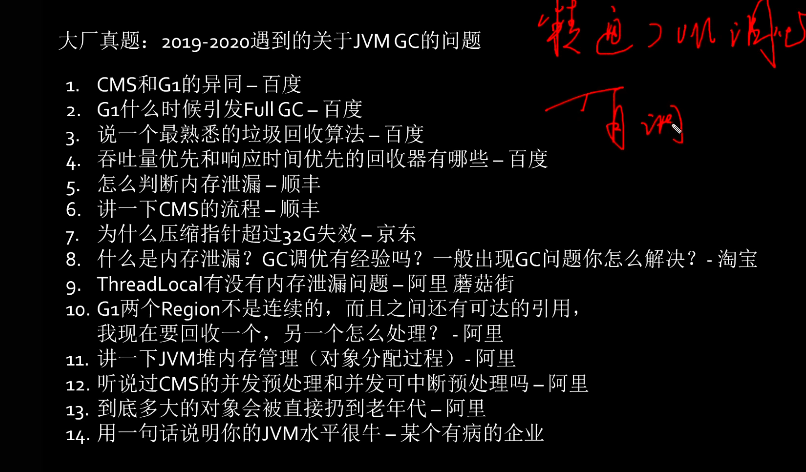 大厂真题：2019-2020遇到的关于JVM GC的问题
精通JVM调优
1. CMS和G1的异同 – 百度
2. G1什么时候引发Full GC – 百度
3. 说一个最熟悉的垃圾回收算法 – 百度
4. 吞吐量优先和响应时间优先的回收器有哪些 – 百度
5. 怎么判断内存泄漏 – 顺丰
6. 讲一下CMS的流程 – 顺丰
7. 为什么压缩指针超过32G失效 – 京东
8. 什么是内存泄漏？GC调优有经验吗？一般出现GC问题你怎么解决？- 淘宝
9. ThreadLocal有没有内存泄漏问题 – 阿里 蘑菇街
10. G1两个Region不是连续的，而且之间还有可达的引用，
我现在要回收一个，另一个怎么处理？ - 阿里
11. 讲一下JVM堆内存管理（对象分配过程）- 阿里
12. 听说过CMS的并发预处理和并发可中断预处理吗 – 阿里
13. 到底多大的对象会被直接扔到老年代 – 阿里
14. 用一句话说明你的JVM水平很牛 – 某个有病的企业